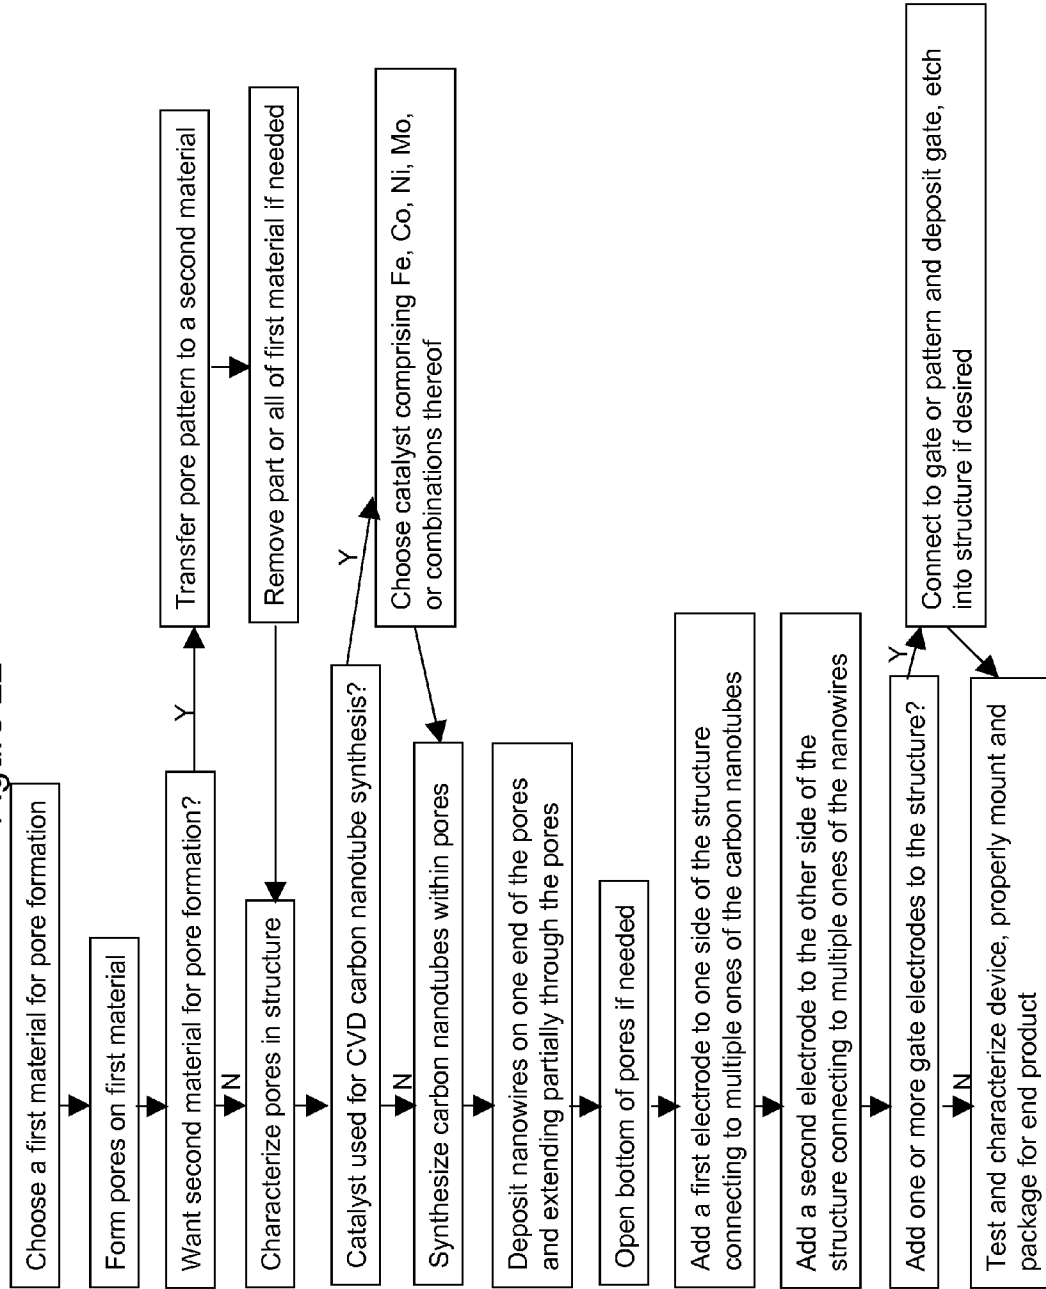 Choose a first material for pore formation
Form pores on first material
Want second material for pore formation?
Y
Transfer pore pattern to a second material
Remove part or all of first material if needed
N
Characterize pores in structure
Catalyst used for CVD carbon nanotube synthesis?
Y
Choose catalyst comprising Fe, Co, Ni, Mo,
or combinations thereof
N
Synthesize carbon nanotubes within pores
Deposit nanowires on one end of the pores
and extending partially through the pores
Open bottom of pores if needed
Add a first electrode to one side of the structure
connecting to multiple ones of the carbon nanotubes
Add a second electrode to the other side of the
structure connecting to multiple ones of the nanowires
Add one or more gate electrodes to the structure?
Y
Connect to gate or pattern and deposit gate, etch
into structure if desired
N
Test and characterize device, properly mount and
package for end product